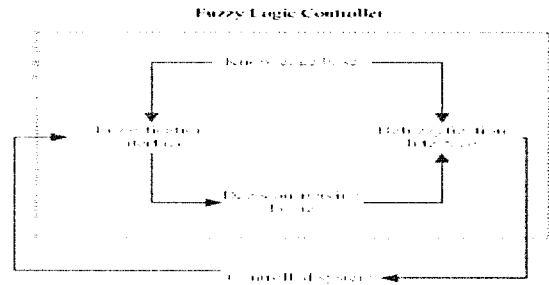 Fuzzy Logic Controller
Knowledge base
Fuzzification
interface
Defuzzification
Interface
Decision making
Logic
Controlled system